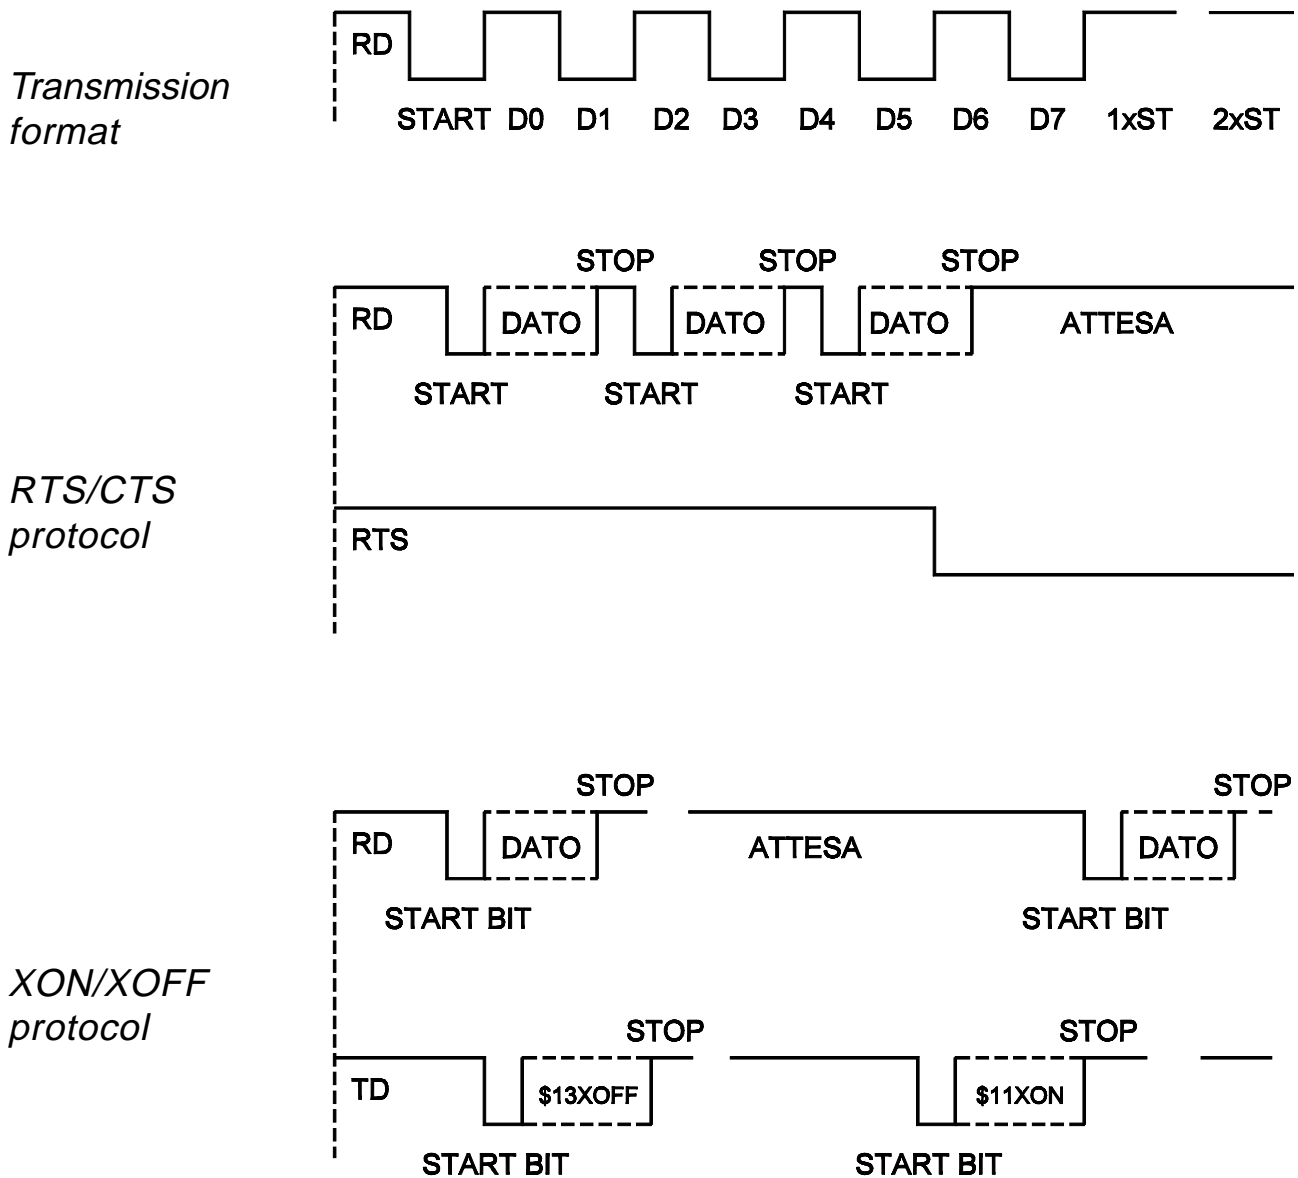 Transmission
format
RD
START D0 D1 D2 D3 D4 D5 D6 D7 1xST 2xST
RTS/CTS
protocol
STOP STOP STOP
RD DATO DATO DATO ATTESA
START START START
RTS
XON/XOFF
protocol
STOP STOP
RD DATO ATTESA DATO
START BIT START BIT
STOP STOP
TD $13XOFF $11XON
START BIT START BIT